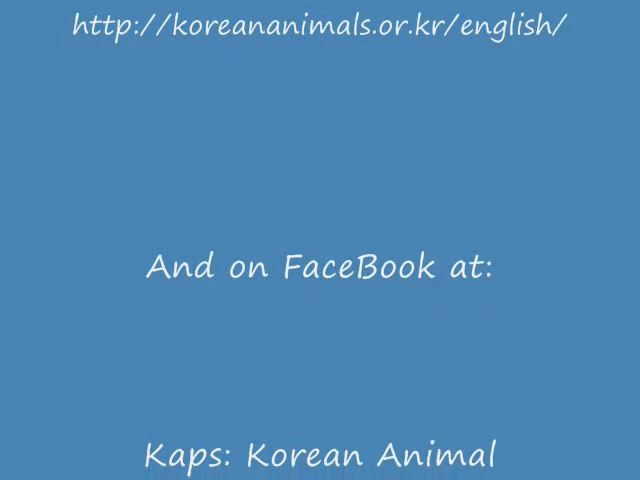 http://koreananimals.or.kr/english/
And on FaceBook at:
Kaps: Korean Animal